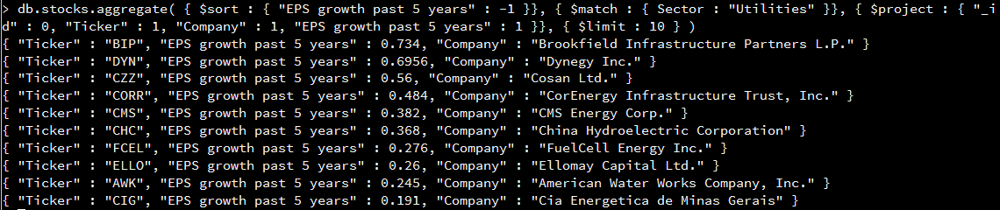 > db.stocks.aggregate( { $sort : { "EPS growth past 5 years" : -1 }}, { $match : { Sector : "Utilities" }}, { $project : { "_i
d" : 0, "Ticker" : 1, "Company" : 1, "EPS growth past 5 years" : 1 }}, { $limit : 10 } )
{ "Ticker" : "BIP", "EPS growth past 5 years" : 0.734, "Company" : "Brookfield Infrastructure Partners L.P." }
{ "Ticker" : "DYN", "EPS growth past 5 years" : 0.6956, "Company" : "Dynegy Inc." }
{ "Ticker" : "CZZ", "EPS growth past 5 years" : 0.56, "Company" : "Cosan Ltd." }
{ "Ticker" : "CORR", "EPS growth past 5 years" : 0.484, "Company" : "CorEnergy Infrastructure Trust, Inc." }
{ "Ticker" : "CMS", "EPS growth past 5 years" : 0.382, "Company" : "CMS Energy Corp." }
{ "Ticker" : "CHC", "EPS growth past 5 years" : 0.368, "Company" : "China Hydroelectric Corporation" }
{ "Ticker" : "FCEL", "EPS growth past 5 years" : 0.276, "Company" : "FuelCell Energy Inc." }
{ "Ticker" : "ELLO", "EPS growth past 5 years" : 0.26, "Company" : "Ellomay Capital Ltd." }
{ "Ticker" : "AWK", "EPS growth past 5 years" : 0.245, "Company" : "American Water Works Company, Inc." }
{ "Ticker" : "CIG", "EPS growth past 5 years" : 0.191, "Company" : "Cia Energetica de Minas Gerais" }